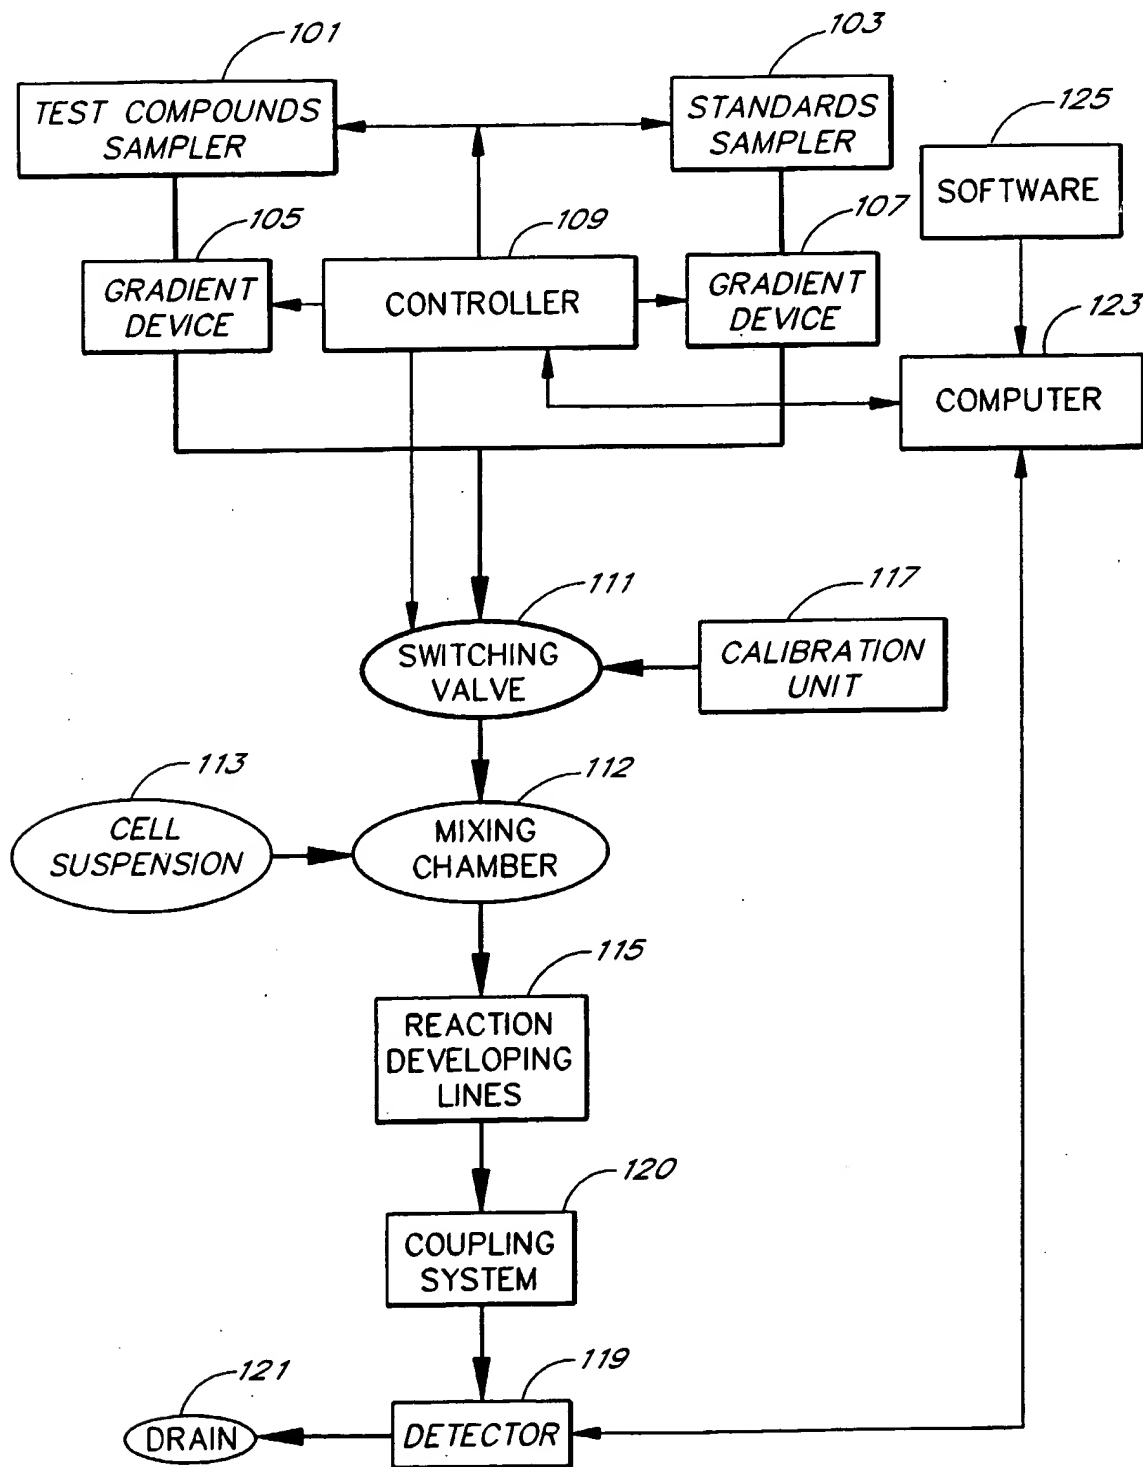 101
103
TEST COMPOUNDS
SAMPLER
STANDARDS
SAMPLER
125
SOFTWARE
105
109
107
GRADIENT
DEVICE
CONTROLLER
GRADIENT
DEVICE
123
COMPUTER
111
117
SWITCHING
VALVE
CALIBRATION
UNIT
113
112
CELL
SUSPENSION
MIXING
CHAMBER
115
REACTION
DEVELOPING
LINES
120
COUPLING
SYSTEM
119
121
DRAIN
DETECTOR